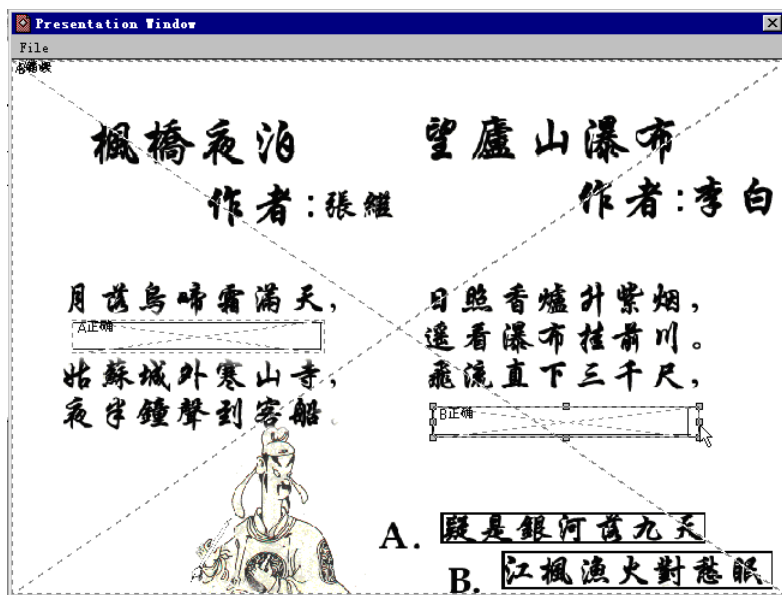 Presentation Window
File
楓橋夜泊
作者:張繼
月落烏啼霜滿天,
A正确
姑蘇城外寒山寺,
夜半鐘聲到客船.
望廬山瀑布
作者:李白
日照香爐升紫烟,
遥看瀑布挂前川。
飛流直下三千尺,
B正确
A. 疑是銀河落九天
B. 江楓漁火對愁眠